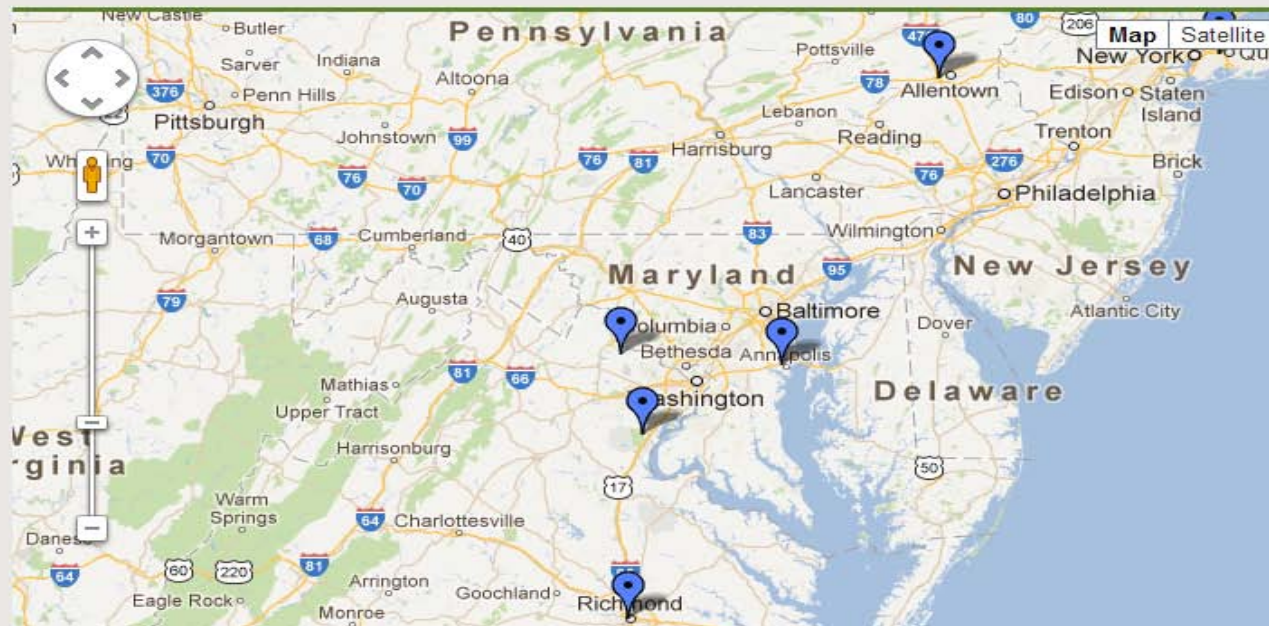 New Castle
Butler
Pennsylvania
80
206
Map
Satellite
Sarver
Indiana
Altoona
Pottsville
New York
376
Penn Hills
78
Allentown
Edison
Staten
Island
Pittsburgh
Lebanon
Johnstown
99
Harrisburg
Reading
Trenton
70
76
81
276
Brick
76
70
Lancaster
76
Philadelphia
Morgantown
68
Cumberland
40
83
Wilmington
Maryland
95
New Jersey
79
Augusta
Baltimore
Atlantic City
Columbia
Dover
Bethesda
Annapolis
81
66
Mathias
Delaware
Upper Tract
Washington
West
Virginia
Harrisonburg
50
17
Warm
Springs
64
Charlottesville
64
60
220
81
Arrington
Goochland
Eagle Rock
Richmond
Monroe